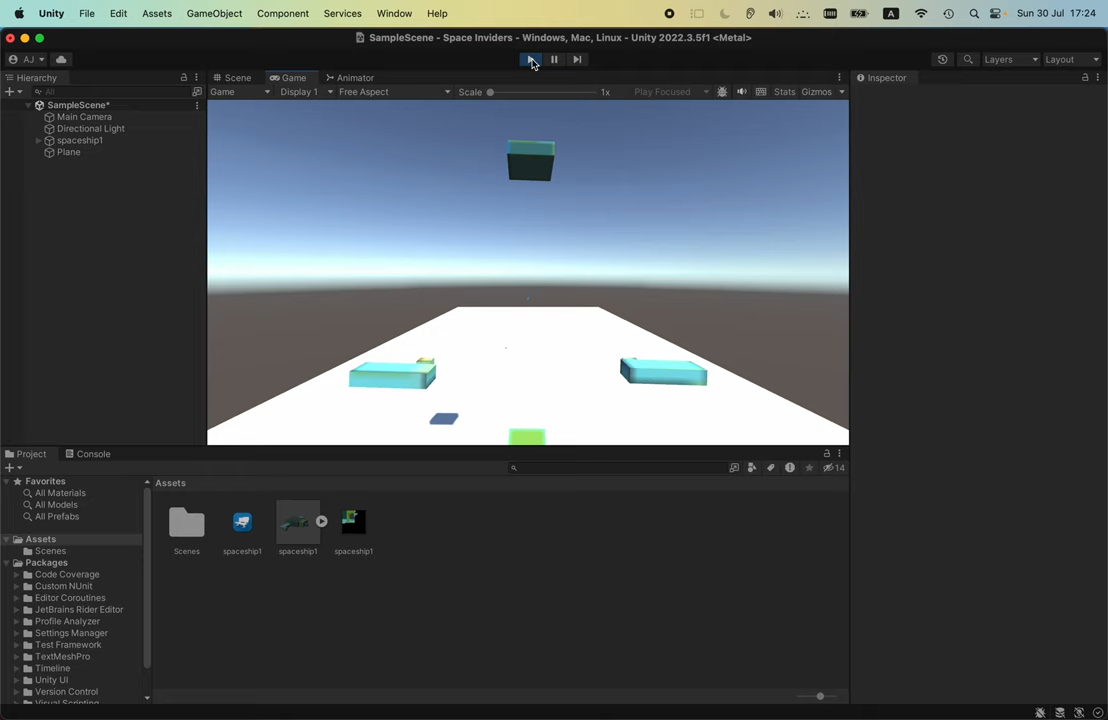 Unity File Edit Assets GameObject Component Services Window Help A Sun 30 Jul 17:24
SampleScene - Space Inviders - Windows, Mac, Linux - Unity 2022.3.5f1 <Metal>
AJ Layers Layout
Hierarchy Scene Game Animator Inspector
All Game Display 1 Free Aspect Scale 1x Play Focused Stats Gizmos
SampleScene*
Main Camera
Directional Light
spaceship1
Plane
Project Console
14
Favorites
All Materials
All Models
All Prefabs
Assets
Scenes
Packages
Code Coverage
Custom NUnit
Editor Coroutines
JetBrains Rider Editor
Profile Analyzer
Settings Manager
Test Framework
TextMeshPro
Timeline
Unity UI
Version Control
Visual Scripting
Assets
Scenes spaceship1 spaceship1 spaceship1